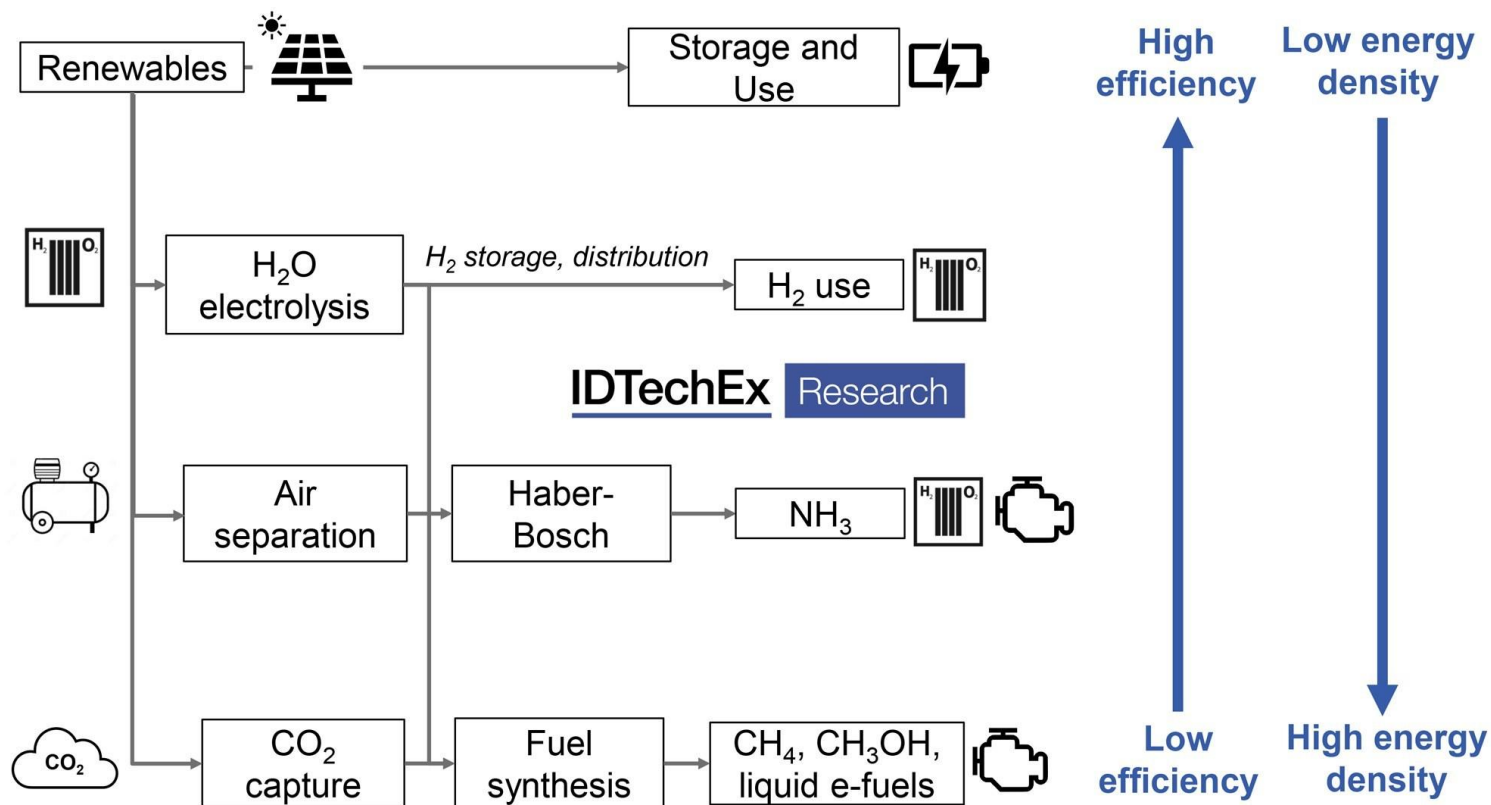 Renewables
Storage and
Use
High
efficiency
Low energy
density
H₂ O₂
H₂O
electrolysis
H₂ storage, distribution
H₂ use
H₂ O₂
IDTechEx Research
Air
separation
Haber-
Bosch
NH₃
H₂ O₂
CO₂
CO₂
capture
Fuel
synthesis
CH₄, CH₃OH,
liquid e-fuels
Low
efficiency
High energy
density